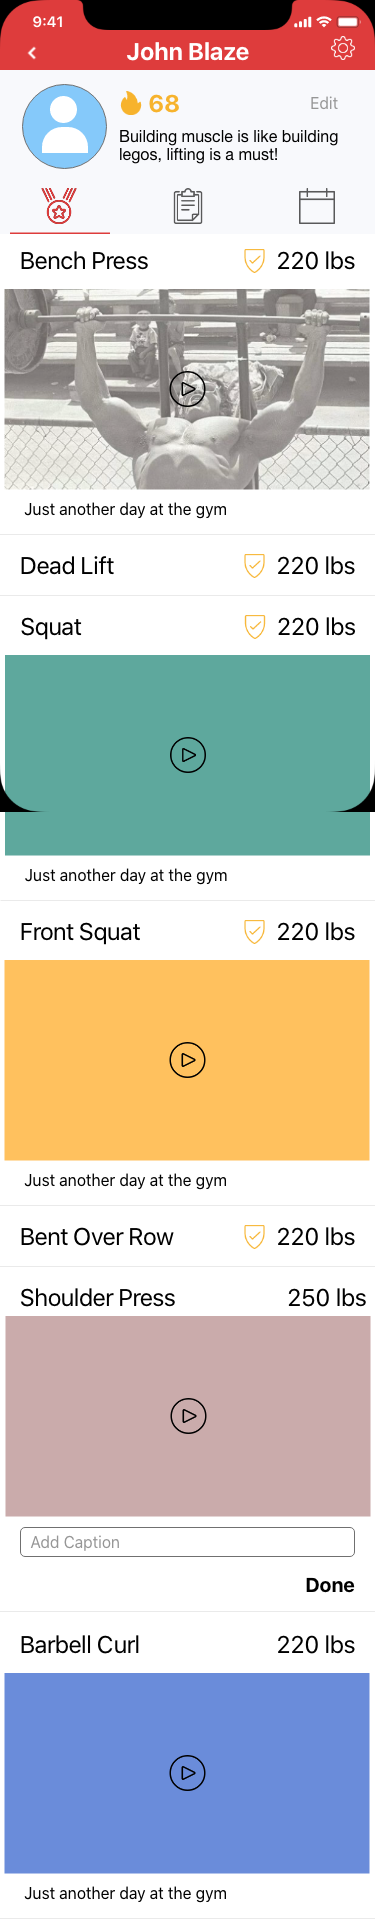 9:41
John Blaze
68
Edit
Building muscle is like building
legos, lifting is a must!
Bench Press 220 lbs
Just another day at the gym
Dead Lift 220 lbs
Squat 220 lbs
Just another day at the gym
Front Squat 220 lbs
Just another day at the gym
Bent Over Row 220 lbs
Shoulder Press 250 lbs
Add Caption
Done
Barbell Curl 220 lbs
Just another day at the gym